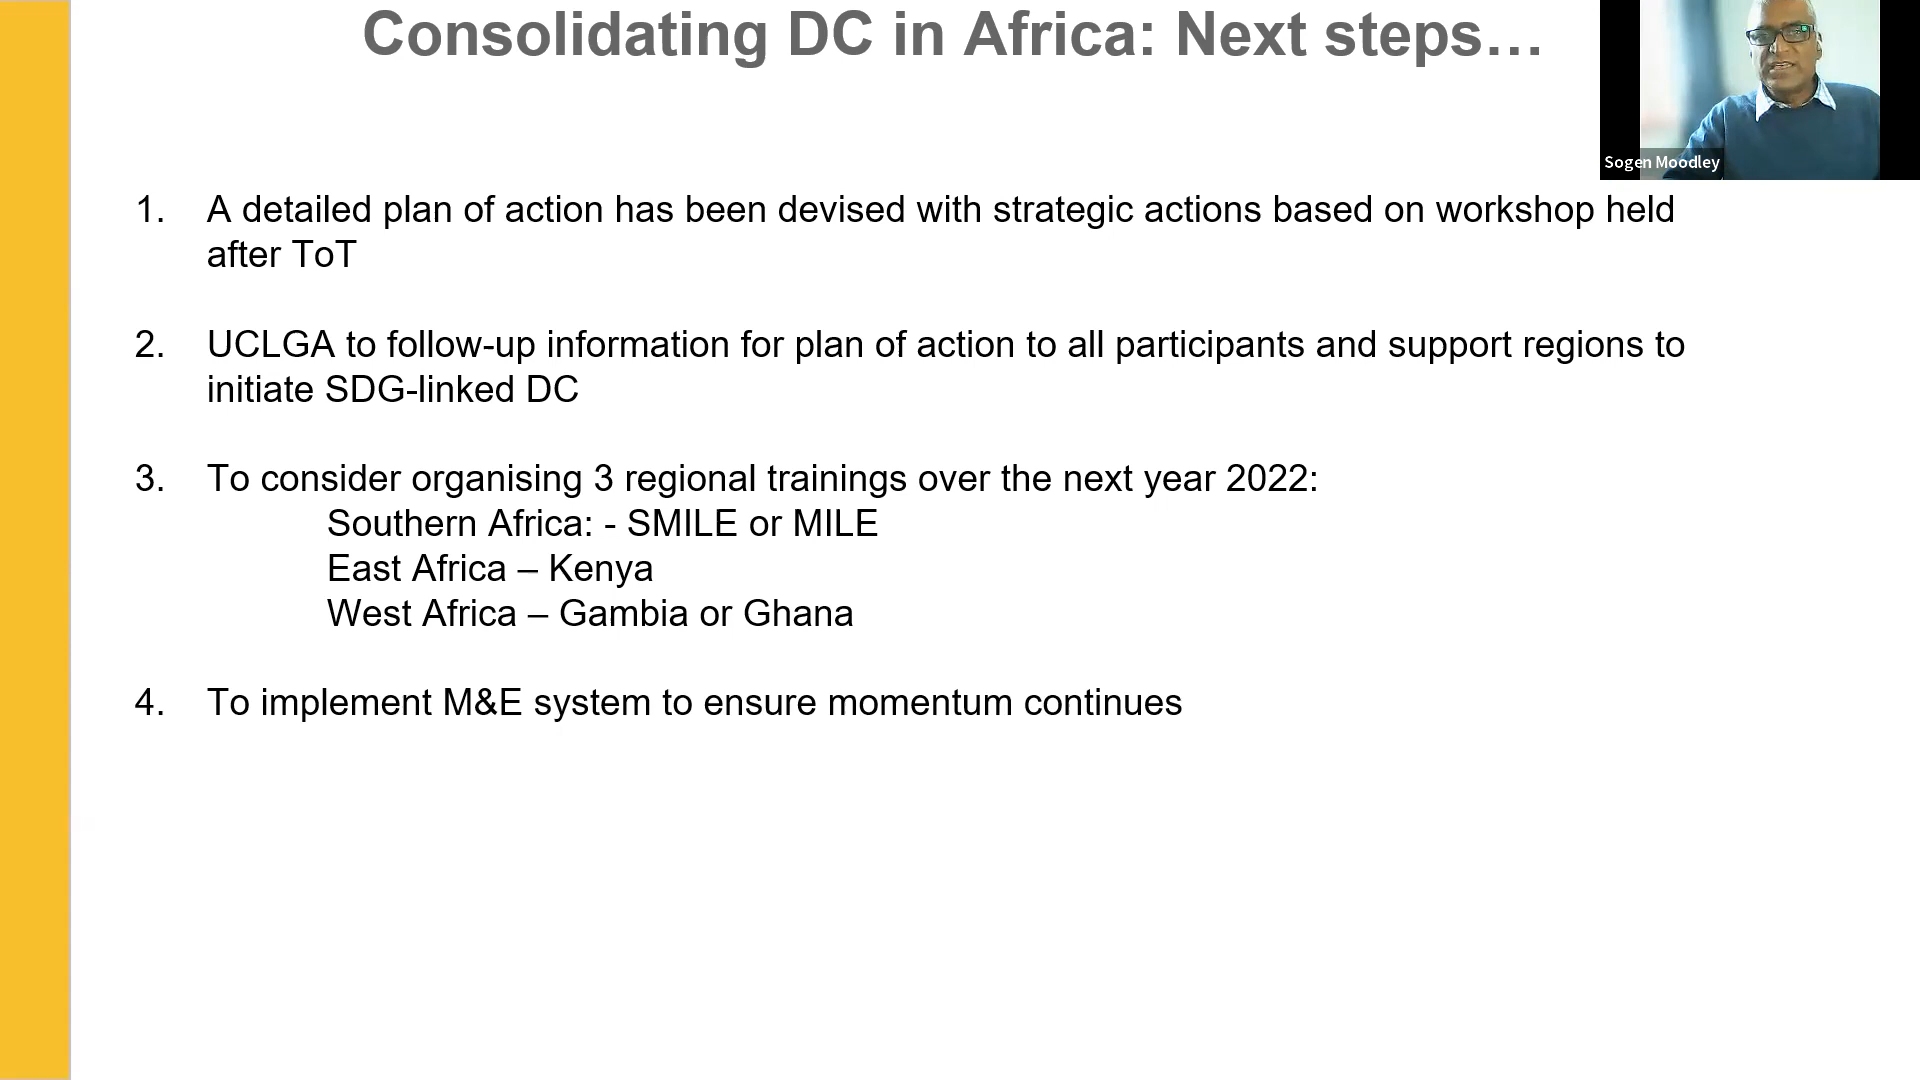 Consolidating DC in Africa: Next steps…
Sogen Moodley
1. A detailed plan of action has been devised with strategic actions based on workshop held
after ToT
2. UCLGA to follow-up information for plan of action to all participants and support regions to
initiate SDG-linked DC
3. To consider organising 3 regional trainings over the next year 2022:
Southern Africa: - SMILE or MILE
East Africa – Kenya
West Africa – Gambia or Ghana
4. To implement M&E system to ensure momentum continues